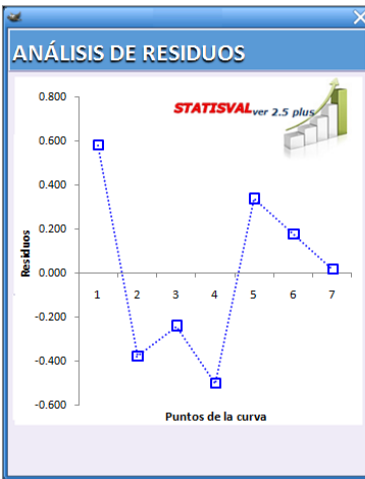 ANÁLISIS DE RESIDUOS
STATISVAL ver 2.5 plus
0.800
0.600
0.400
0.200
0.000
-0.200
-0.400
-0.600
Residuos
1 2 3 4 5 6 7
Puntos de la curva